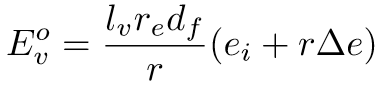 $E_v^o = \frac{l_v r_e d_f}{r}(e_i + r\Delta e)$